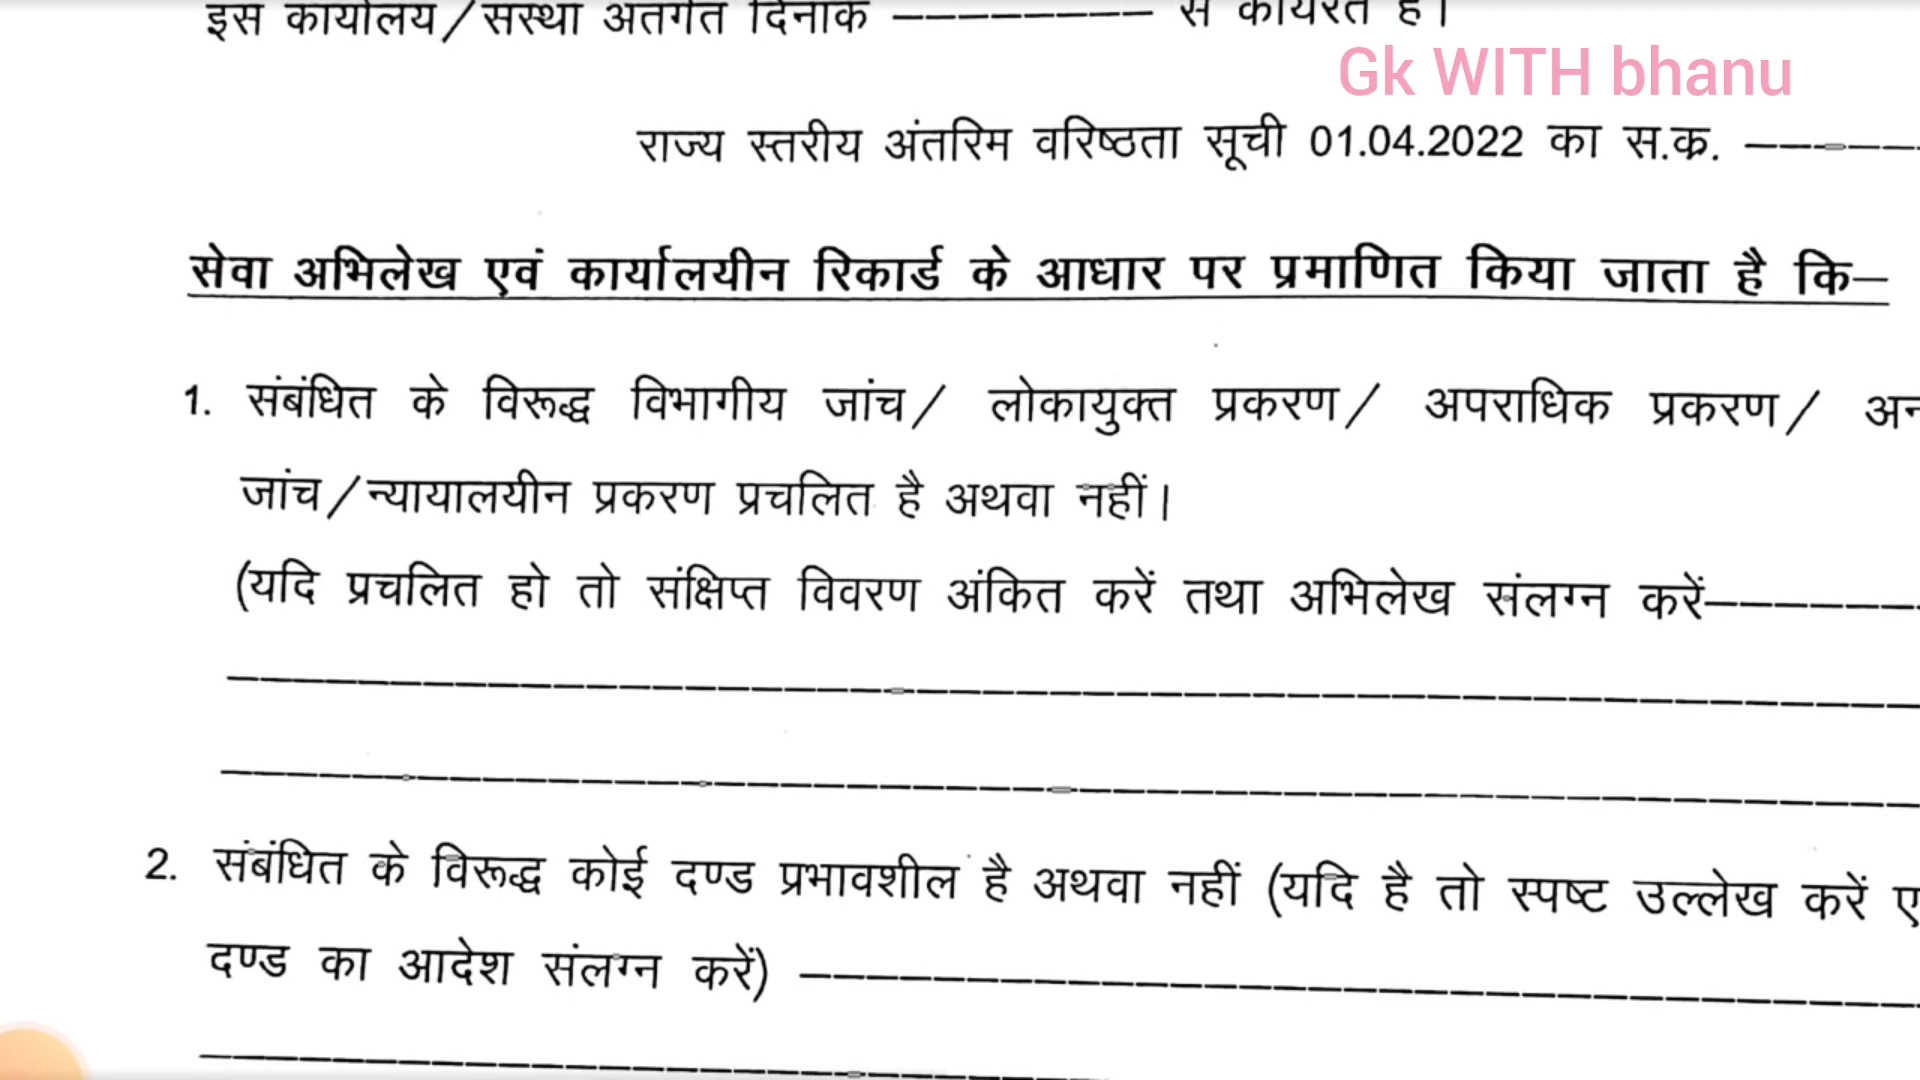 इस कार्यालय/संस्था अंतर्गत दिनांक --------- से कार्यरत है।
Gk WITH bhanu
राज्य स्तरीय अंतरिम वरिष्ठता सूची 01.04.2022 का स.क्र. ------
सेवा अभिलेख एवं कार्यालयीन रिकार्ड के आधार पर प्रमाणित किया जाता है कि–
1. संबंधित के विरूद्ध विभागीय जांच/ लोकायुक्त प्रकरण/ अपराधिक प्रकरण/
जांच/न्यायालयीन प्रकरण प्रचलित है अथवा नहीं।
(यदि प्रचलित हो तो संक्षिप्त विवरण अंकित करें तथा अभिलेख संलग्न करें-------
2. संबंधित के विरूद्ध कोई दण्ड प्रभावशील है अथवा नहीं (यदि है तो स्पष्ट उल्लेख करें
दण्ड का आदेश संलग्न करें) ----------------------------------